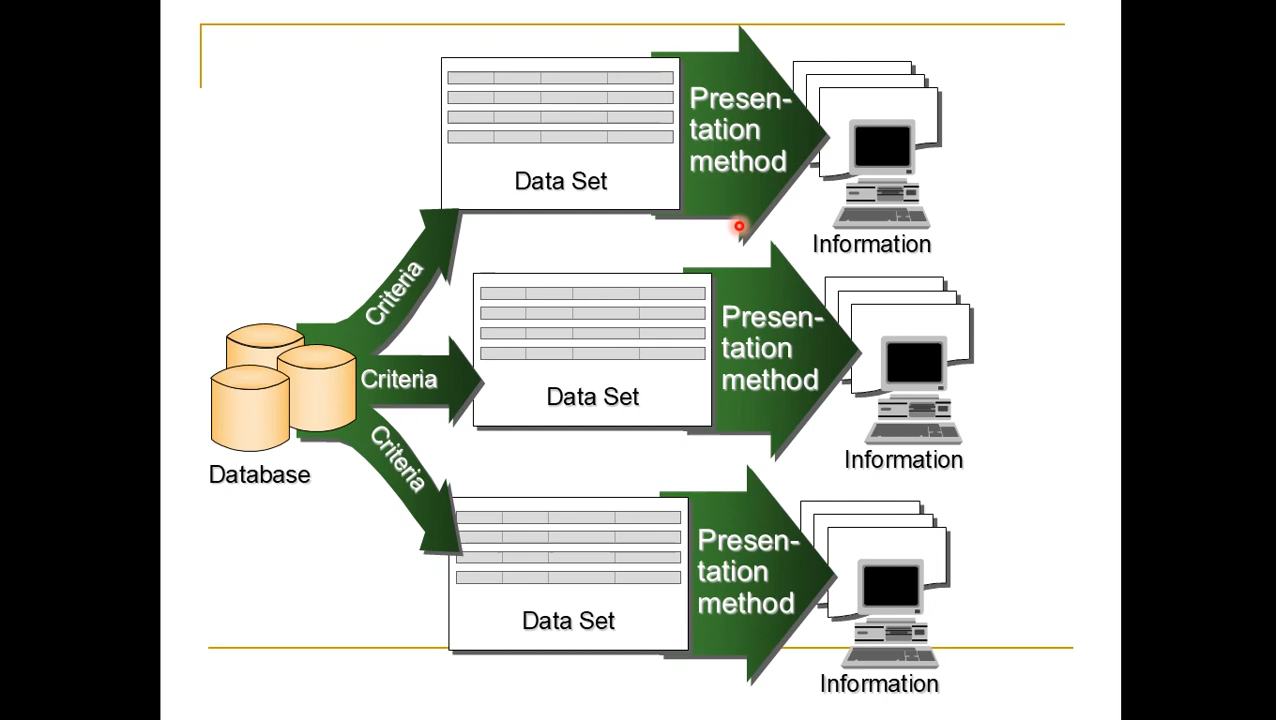 Presen-
tation
method
Data Set
Information
Criteria
Presen-
tation
method
Criteria
Data Set
Information
Database
Criteria
Presen-
tation
method
Data Set
Information